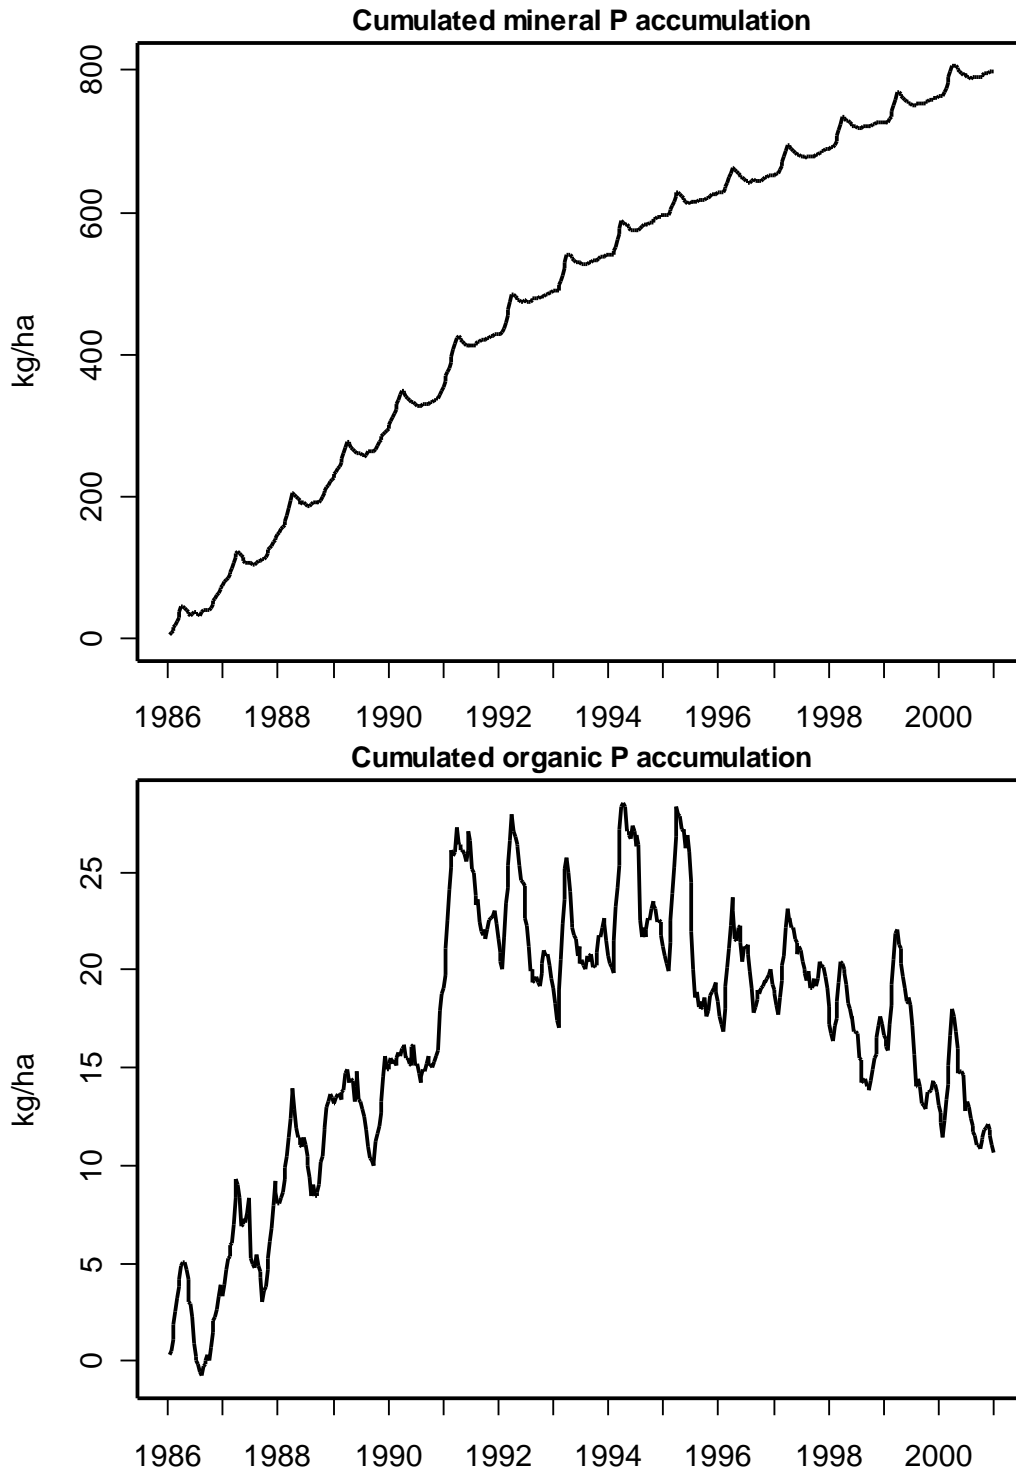 Cumulated mineral P accumulation
800
600
400
200
0
kg/ha
1986 1988 1990 1992 1994 1996 1998 2000
Cumulated organic P accumulation
25
20
15
10
5
0
kg/ha
1986 1988 1990 1992 1994 1996 1998 2000